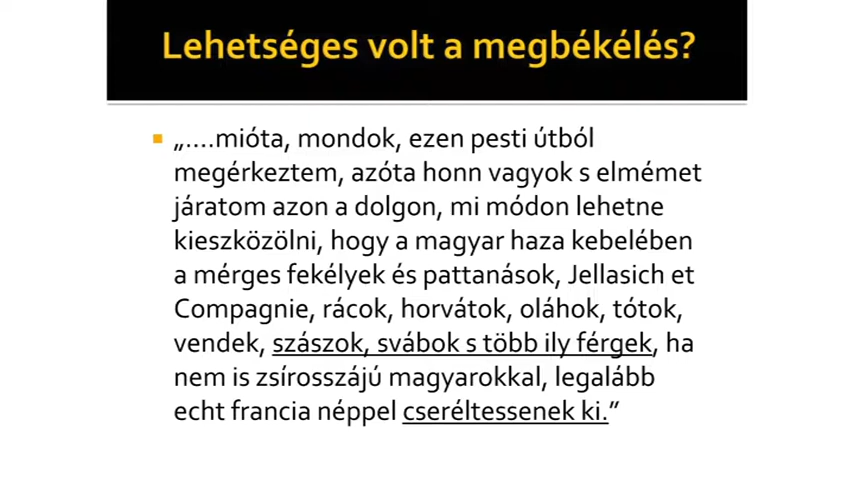 Lehetséges volt a megbékélés?
„....mióta, mondok, ezen pesti útból
megérkeztem, azóta honn vagyok s elmémet
járatom azon a dolgon, mi módon lehetne
kieszközölni, hogy a magyar haza kebelében
a mérges fekélyek és pattanások, Jellasich et
Compagnie, rácok, horvátok, oláhok, tótok,
vendek, szászok, svábok s több ily férgek, ha
nem is zsírosszájú magyarokkal, legalább
echt francia néppel cseréltessenek ki.”